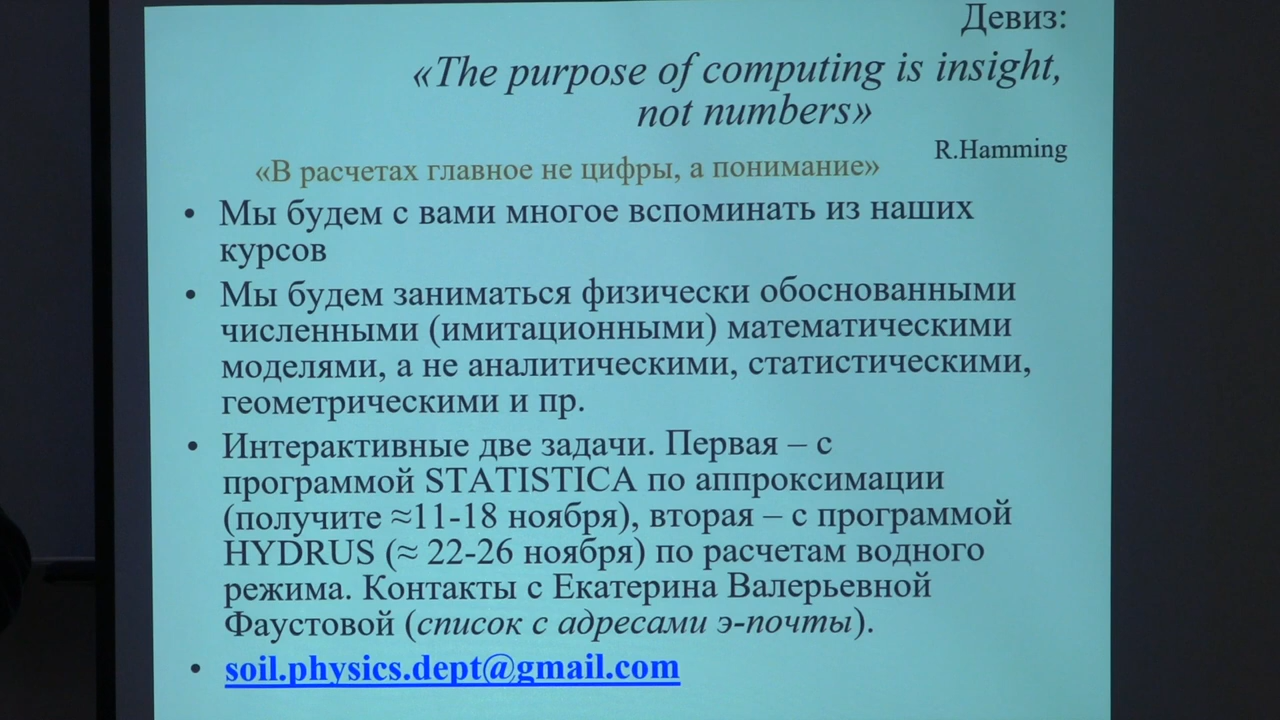 Девиз:
«The purpose of computing is insight,
not numbers»
R.Hamming
«В расчетах главное не цифры, а понимание»
• Мы будем с вами многое вспоминать из наших
курсов
• Мы будем заниматься физически обоснованными
численными (имитационными) математическими
моделями, а не аналитическими, статистическими,
геометрическими и пр.
• Интерактивные две задачи. Первая – с
программой STATISTICA по аппроксимации
(получите ≈11-18 ноября), вторая – с программой
HYDRUS (≈ 22-26 ноября) по расчетам водного
режима. Контакты с Екатерина Валерьевной
Фаустовой (список с адресами э-почты).
• soil.physics.dept@gmail.com